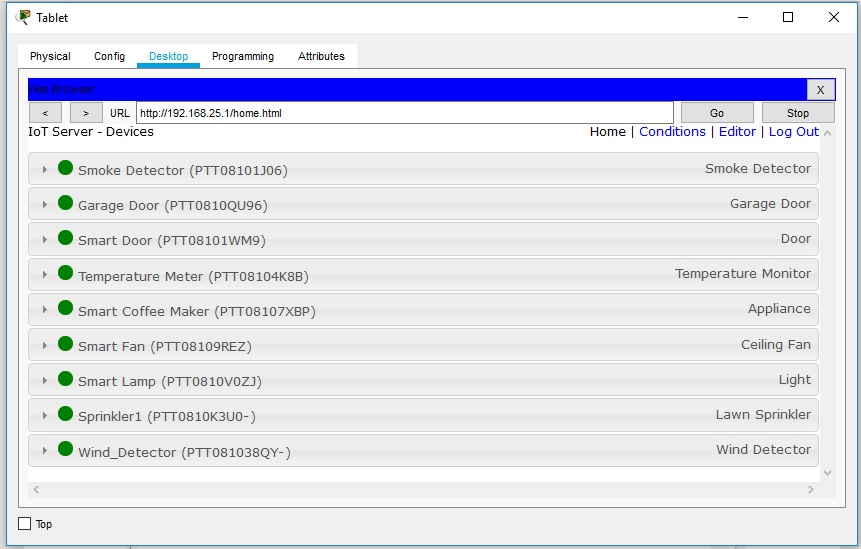 Tablet
Physical Config Desktop Programming Attributes
Web Browser X
< > URL http://192.168.25.1/home.html Go Stop
IoT Server - Devices Home | Conditions | Editor | Log Out
Smoke Detector (PTT08101J06) Smoke Detector
Garage Door (PTT0810QU96) Garage Door
Smart Door (PTT08101WM9) Door
Temperature Meter (PTT08104K8B) Temperature Monitor
Smart Coffee Maker (PTT08107XBP) Appliance
Smart Fan (PTT08109REZ) Ceiling Fan
Smart Lamp (PTT0810V0ZJ) Light
Sprinkler1 (PTT0810K3U0-) Lawn Sprinkler
Wind_Detector (PTT081038QY-) Wind Detector
Top